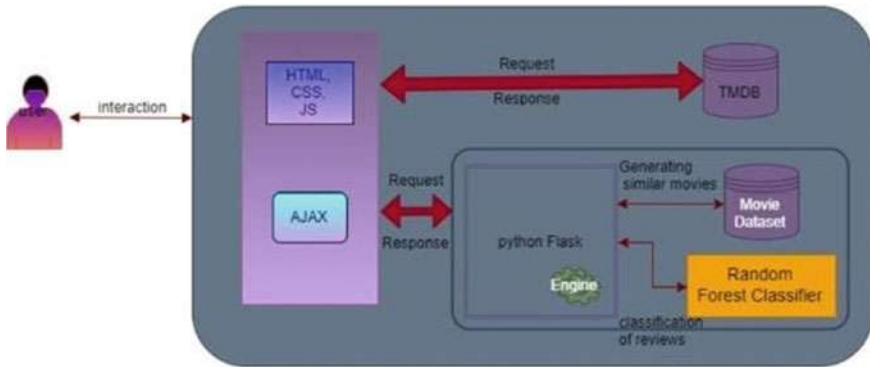 user
interaction
HTML,
CSS,
JS
AJAX
Request
Response
TMDB
Request
Response
python Flask
Engine
Generating
similar movies
Movie
Dataset
Random
Forest Classifier
classification
of reviews